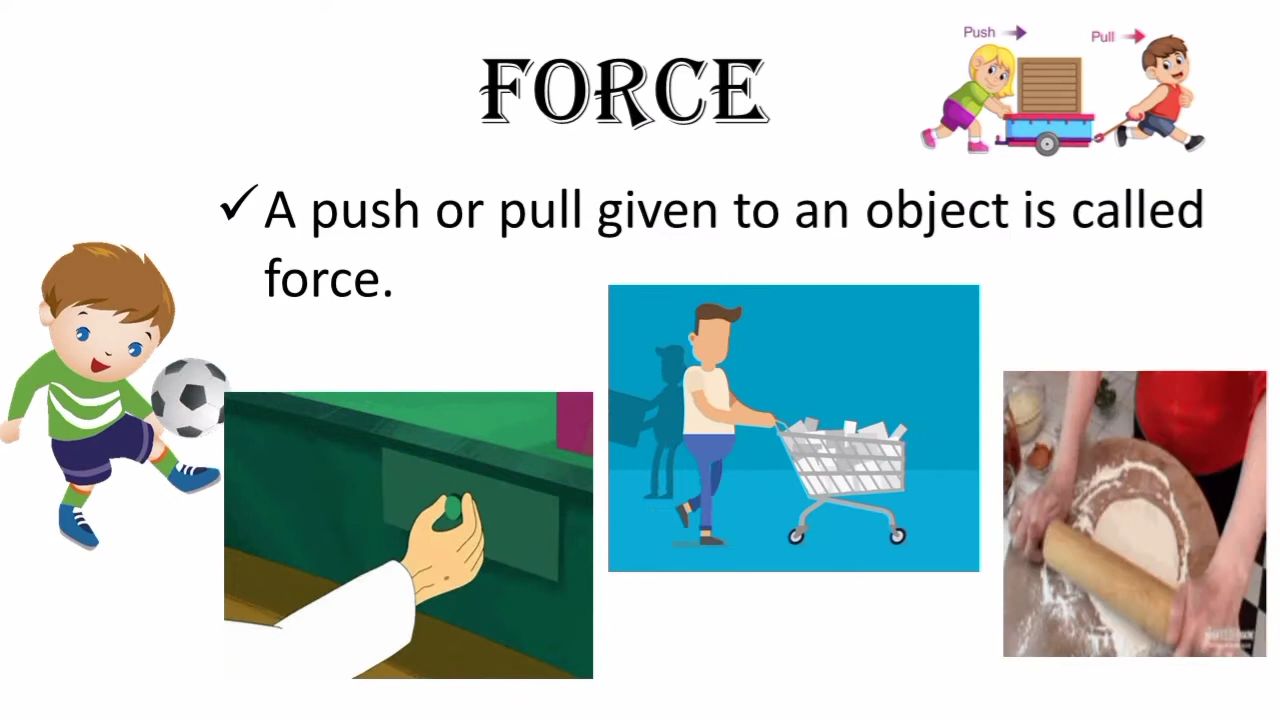 Push
Pull
FORCE
✓ A push or pull given to an object is called
force.